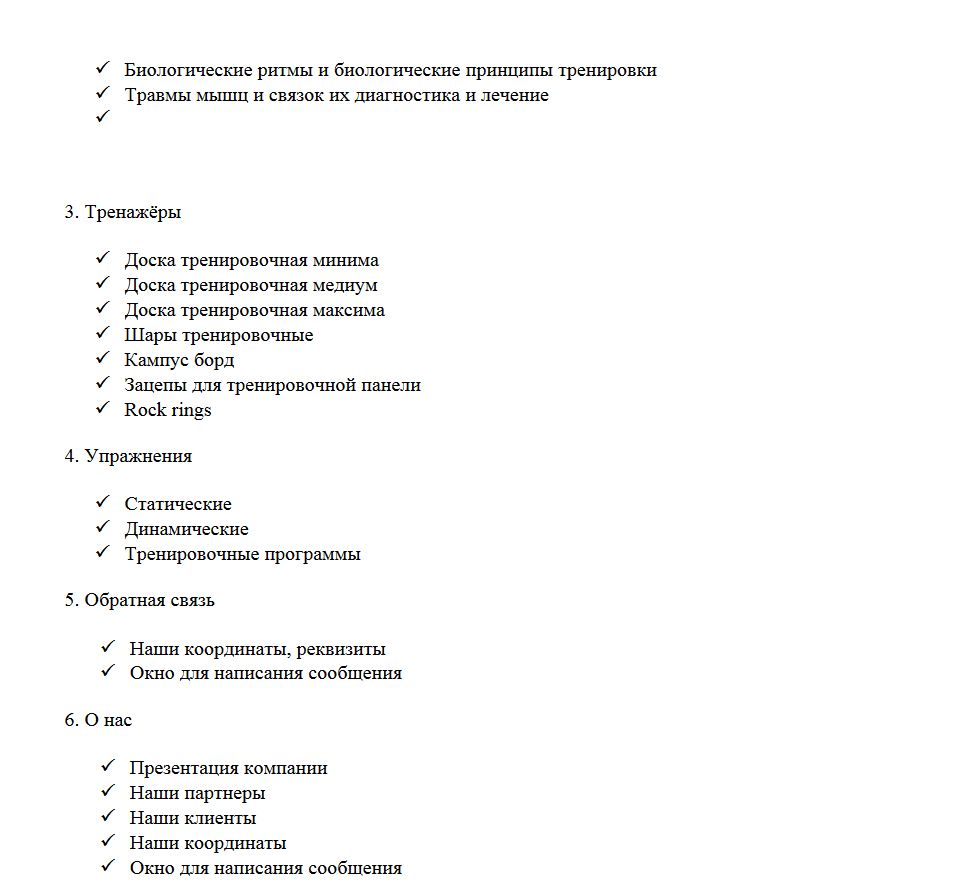 ✓ Биологические ритмы и биологические принципы тренировки
✓ Травмы мышц и связок их диагностика и лечение
✓
3. Тренажёры
✓ Доска тренировочная минима
✓ Доска тренировочная медиум
✓ Доска тренировочная максима
✓ Шары тренировочные
✓ Кампус борд
✓ Зацепы для тренировочной панели
✓ Rock rings
4. Упражнения
✓ Статические
✓ Динамические
✓ Тренировочные программы
5. Обратная связь
✓ Наши координаты, реквизиты
✓ Окно для написания сообщения
6. О нас
✓ Презентация компании
✓ Наши партнеры
✓ Наши клиенты
✓ Наши координаты
✓ Окно для написания сообщения